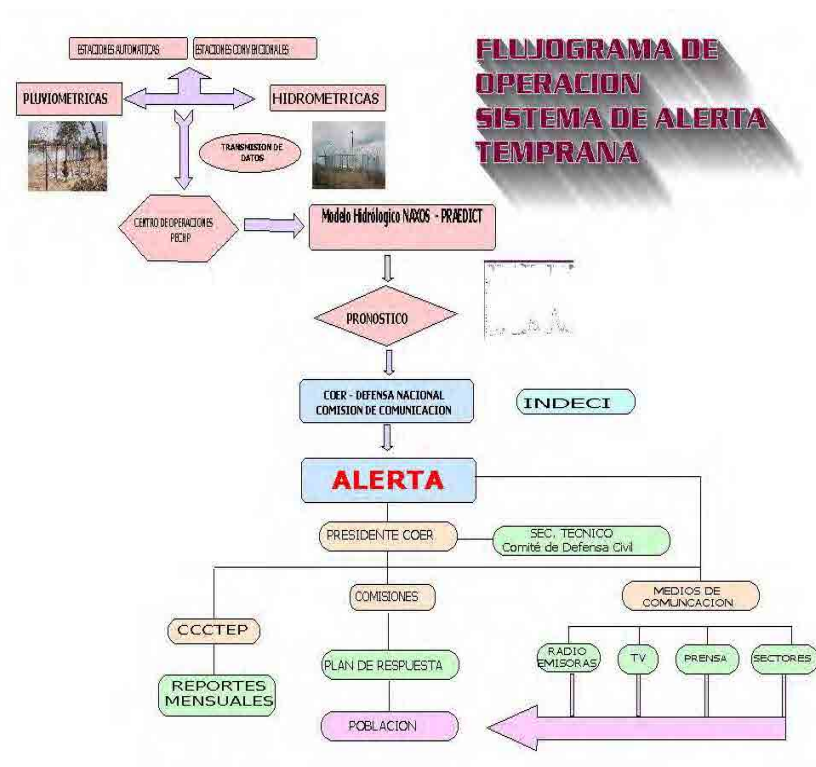 FLUJOGRAMA DE
OPERACION
SISTEMA DE ALERTA
TEMPRANA
ESTACIONES AUTOMATICAS
ESTACIONES CONVENCIONALES
PLUVIOMETRICAS
HIDROMETRICAS
TRANSMISION DE
DATOS
CENTRO DE OPERACIONES
PECHP
Modelo Hidrólogico NAXOS - PRAEDICT
PRONOSTICO
COER - DEFENSA NACIONAL
COMISION DE COMUNICACION
INDECI
ALERTA
PRESIDENTE COER
SEC. TECNICO
Comité de Defensa Civil
COMISIONES
MEDIOS DE
COMUNCACION
CCCTEP
RADIO
EMISORAS
TV
PRENSA
SECTORES
PLAN DE RESPUESTA
REPORTES
MENSUALES
POBLACION